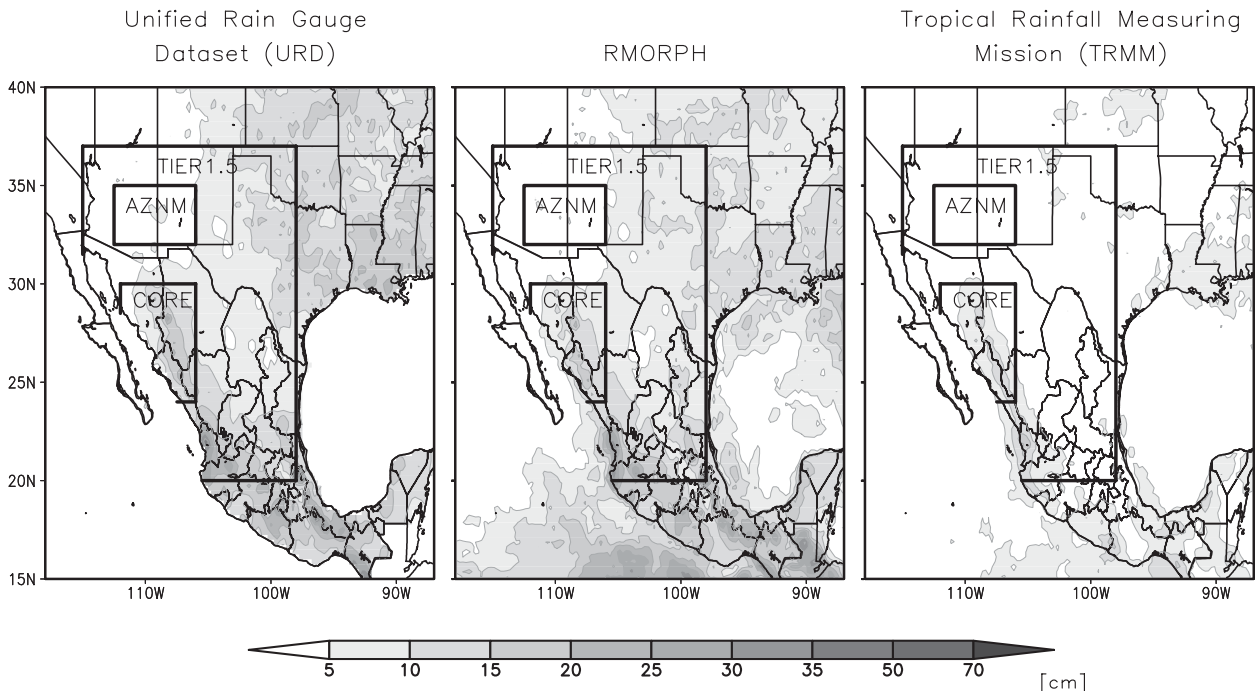 Unified Rain Gauge
Dataset (URD)
RMORPH
Tropical Rainfall Measuring
Mission (TRMM)
40N
35N
30N
25N
20N
15N
TIER1.5
AZNM
CORE
TIER1.5
AZNM
CORE
TIER1.5
AZNM
CORE
110W 100W 90W
110W 100W 90W
110W 100W 90W
5 10 15 20 25 30 35 50 70
[cm]